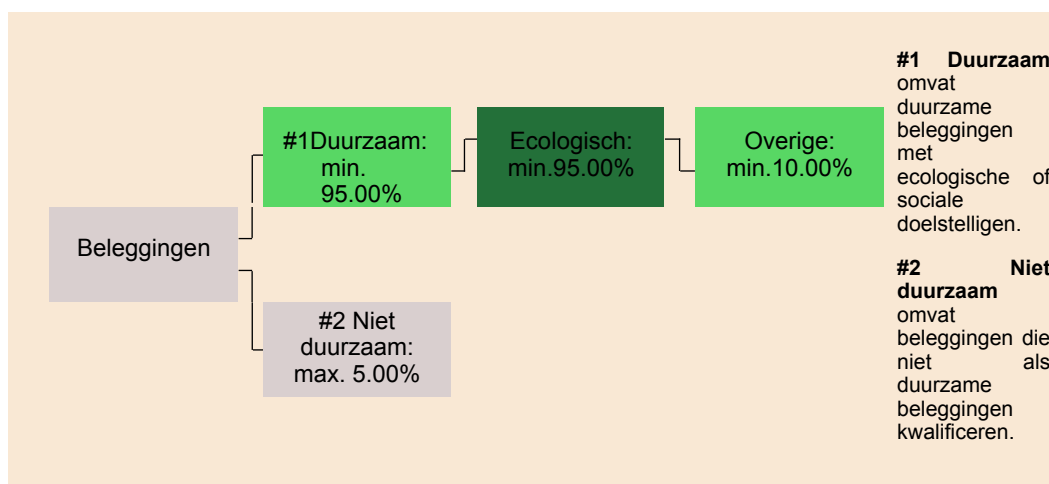 #1Duurzaam:
min.
95.00%
Ecologisch:
min.95.00%
Overige:
min.10.00%
Beleggingen
#2 Niet
duurzaam:
max. 5.00%
#1 Duurzaam
omvat
duurzame
beleggingen
met
ecologische of
sociale
doelstelligen.
#2 Niet
duurzaam
omvat
beleggingen die
niet als
duurzame
beleggingen
kwalificeren.